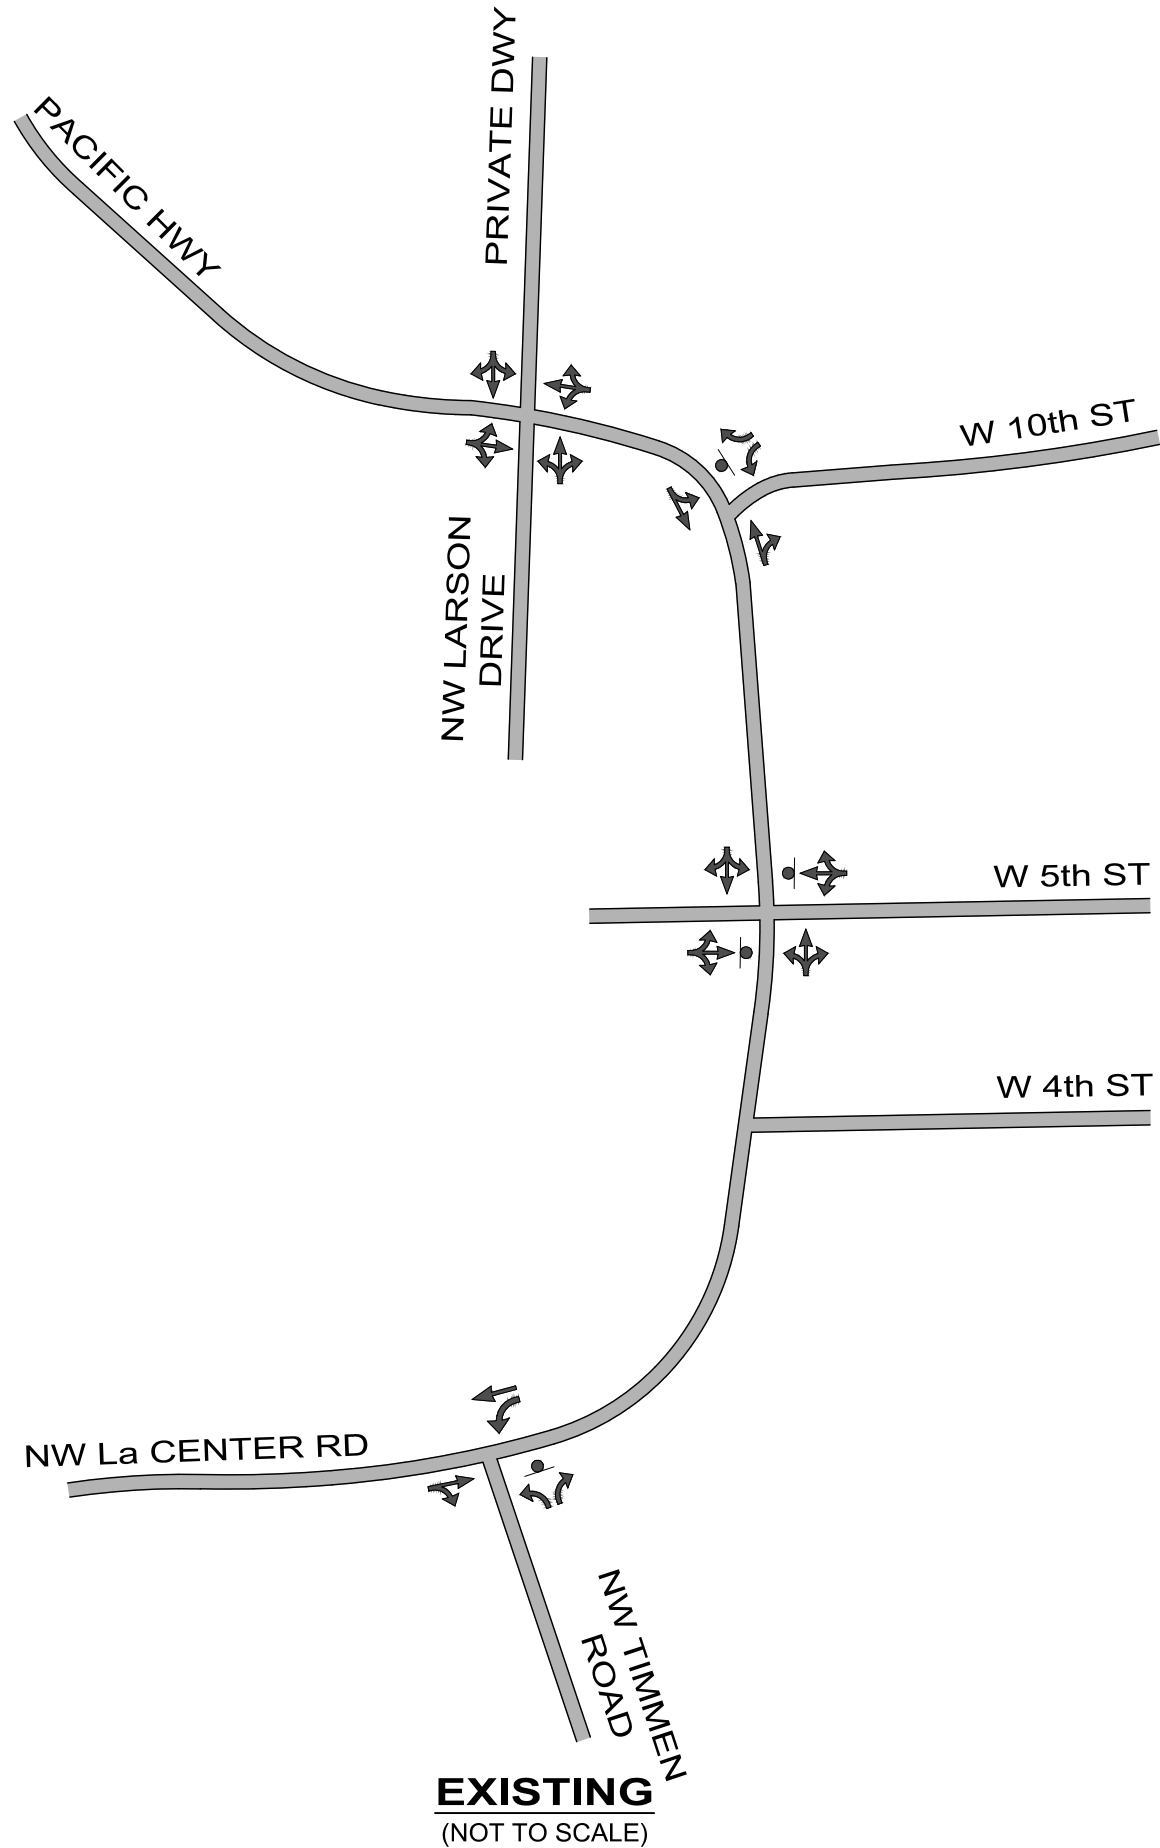 PRIVATE DWY
PACIFIC HWY
W 10th ST
NW LARSON
DRIVE
W 5th ST
W 4th ST
NW La CENTER RD
NW TIMMEN
ROAD
EXISTING
(NOT TO SCALE)